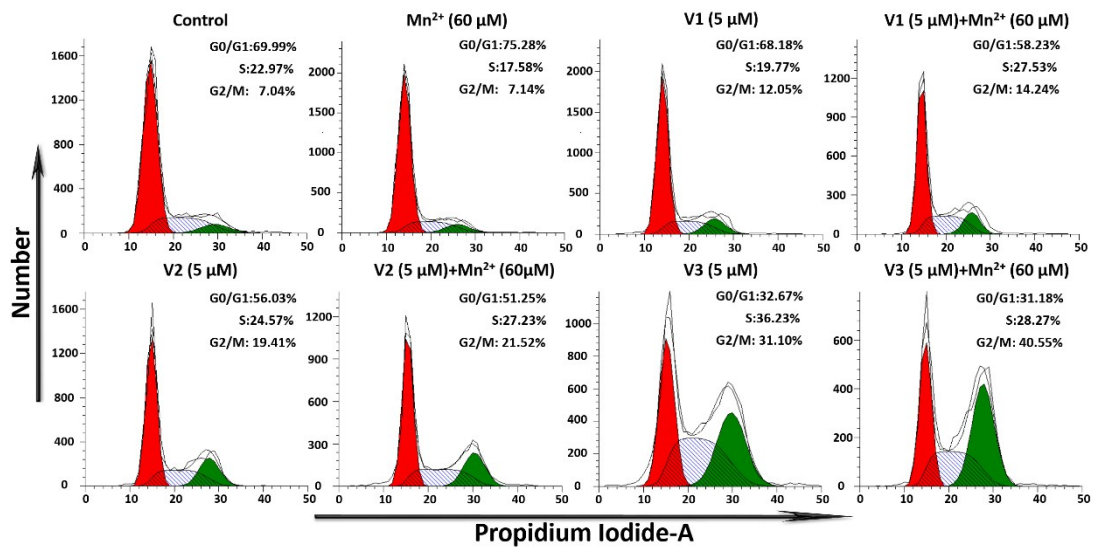 Control
G0/G1:69.99%
S:22.97%
G2/M: 7.04%
1600
1200
800
400
0
0 10 20 30 40 50
Mn²⁺ (60 μM)
G0/G1:75.28%
S:17.58%
G2/M: 7.14%
2000
1500
1000
500
0
0 10 20 30 40 50
V1 (5 μM)
G0/G1:68.18%
S:19.77%
G2/M: 12.05%
2000
1500
1000
500
0
0 10 20 30 40 50
V1 (5 μM)+Mn²⁺ (60 μM)
G0/G1:58.23%
S:27.53%
G2/M: 14.24%
1200
900
600
300
0
0 10 20 30 40 50
V2 (5 μM)
G0/G1:56.03%
S:24.57%
G2/M: 19.41%
1600
1200
800
400
0
0 10 20 30 40 50
V2 (5 μM)+Mn²⁺ (60μM)
G0/G1:51.25%
S:27.23%
G2/M: 21.52%
1200
900
600
300
0
0 10 20 30 40 50
V3 (5 μM)
G0/G1:32.67%
S:36.23%
G2/M: 31.10%
1000
800
600
400
200
0
0 10 20 30 40 50
V3 (5 μM)+Mn²⁺ (60 μM)
G0/G1:31.18%
S:28.27%
G2/M: 40.55%
600
400
200
0
0 10 20 30 40 50
Number
Propidium Iodide-A